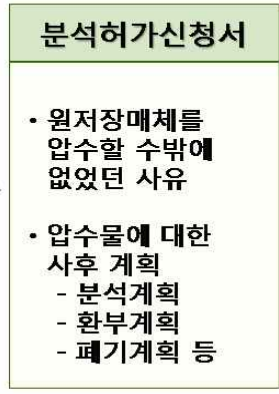 분석허가신청서
• 원저장매체를
압수할 수밖에
없었던 사유
• 압수물에 대한
사후 계획
- 분석계획
- 환부계획
- 폐기계획 등